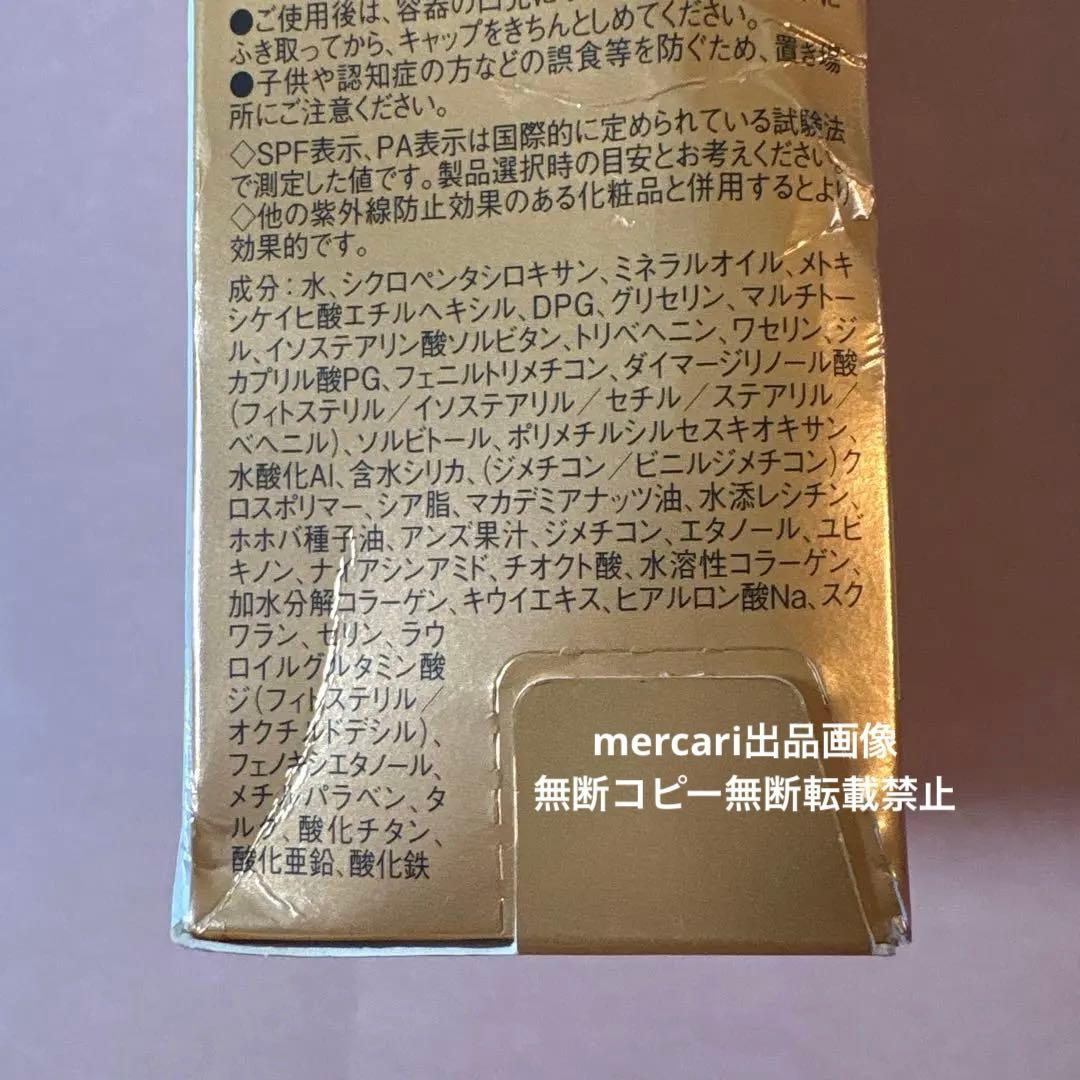 ●ご使用後は、容器の口元に
ふき取ってから、キャップをきちんとしめてください。
●子供や認知症の方などの誤食等を防ぐため、置き場
所にご注意ください。
◇SPF表示、PA表示は国際的に定められている試験法
で測定した値です。製品選択時の目安とお考えください。
◇他の紫外線防止効果のある化粧品と併用するとより
効果的です。
成分：水、シクロペンタシロキサン、ミネラルオイル、メトキ
シケイヒ酸エチルヘキシル、DPG、グリセリン、マルチトー
ル、イソステアリン酸ソルビタン、トリベヘニン、ワセリン、ジ
カプリル酸PG、フェニルトリメチコン、ダイマージリノール酸
(フィトステリル／イソステアリル／セチル／ステアリル／
ベヘニル)、ソルビトール、ポリメチルシルセスキオキサン、
水酸化Al、含水シリカ、(ジメチコン／ビニルジメチコン)ク
ロスポリマー、シア脂、マカデミアナッツ油、水添レシチン、
ホホバ種子油、アンズ果汁、ジメチコン、エタノール、ユビ
キノン、ナイアシンアミド、チオクト酸、水溶性コラーゲン、
加水分解コラーゲン、キウイエキス、ヒアルロン酸Na、スク
ワラン、セリン、ラウ
ロイルグルタミン酸
ジ(フィトステリル／
オクチルドデシル)、
フェノキシエタノール、
メチルパラベン、タ
ルク、酸化チタン、
酸化亜鉛、酸化鉄
mercari出品画像
無断コピー無断転載禁止